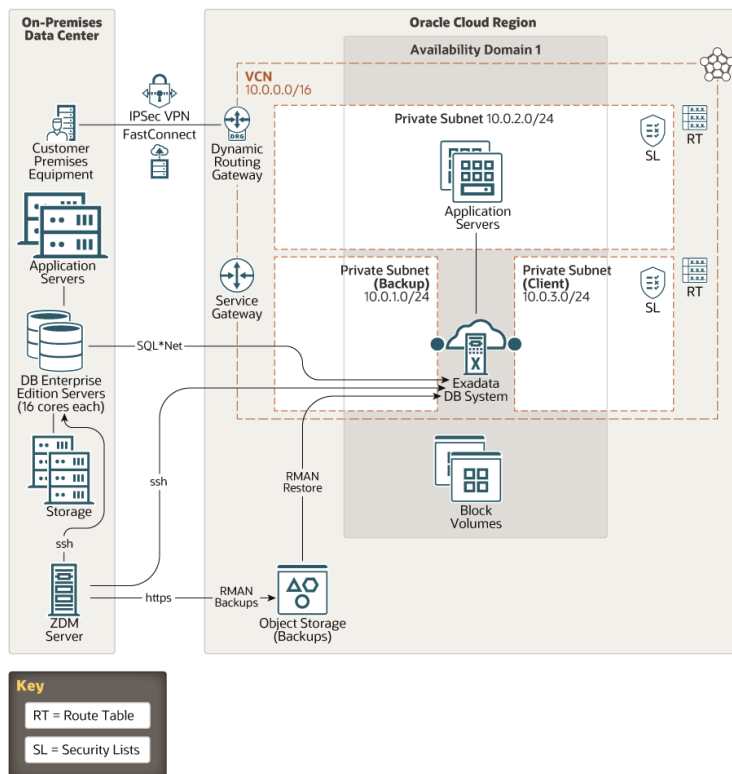 On-Premises
Data Center
Oracle Cloud Region
Availability Domain 1
VCN
10.0.0.0/16
IPSec VPN
FastConnect
Customer
Premises
Equipment
DRG
Dynamic
Routing
Gateway
Private Subnet 10.0.2.0/24
SL
X.X.X.
RT
Application
Servers
Application
Servers
Service
Gateway
Private Subnet
(Backup)
10.0.1.0/24
Private Subnet
(Client)
10.0.3.0/24
SL
X.X.X.
RT
SQL*Net
X
Exadata
DB System
DB Enterprise
Edition Servers
(16 cores each)
Storage
ssh
ssh
RMAN
Restore
Block
Volumes
ZDM
Server
https
RMAN
Backups
Object Storage
(Backups)
Key
RT = Route Table
SL = Security Lists